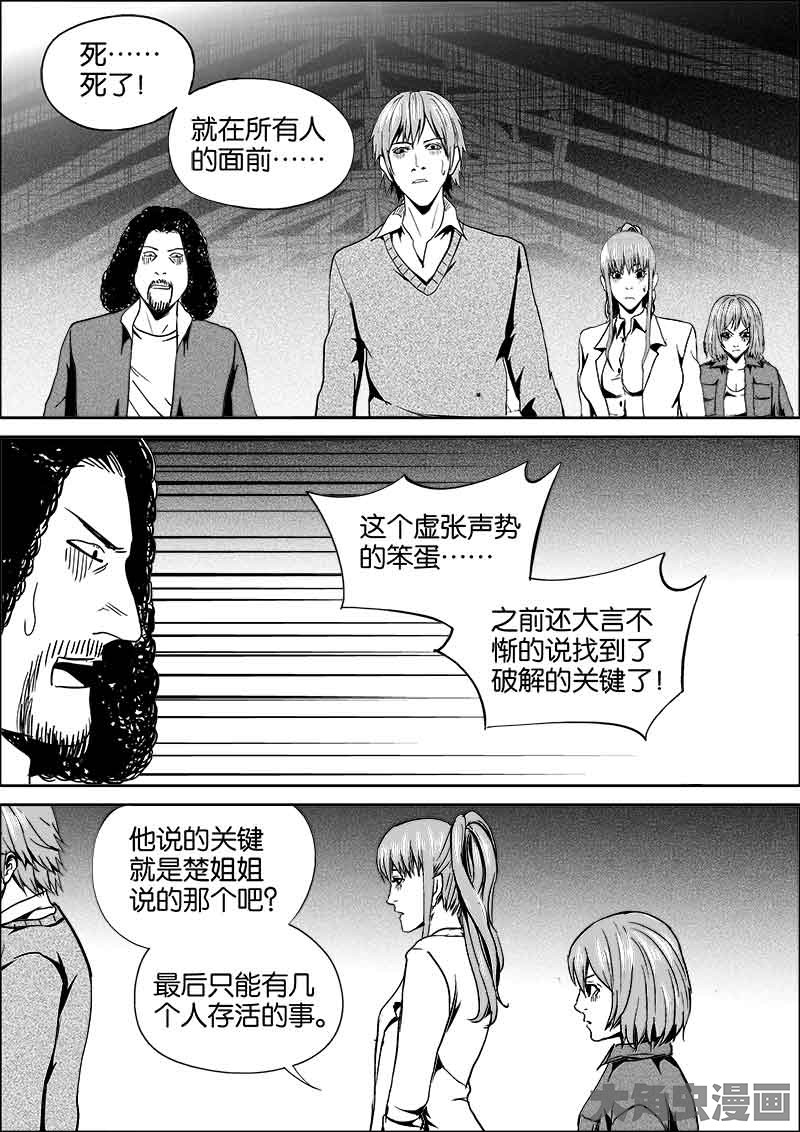 死……
死了！
就在所有人
的面前……
这个虚张声势
的笨蛋……
之前还大言不
惭的说找到了
破解的关键了！
他说的关键
就是楚姐姐
说的那个吧？
最后只能有几
个人存活的事。
大角虫漫画